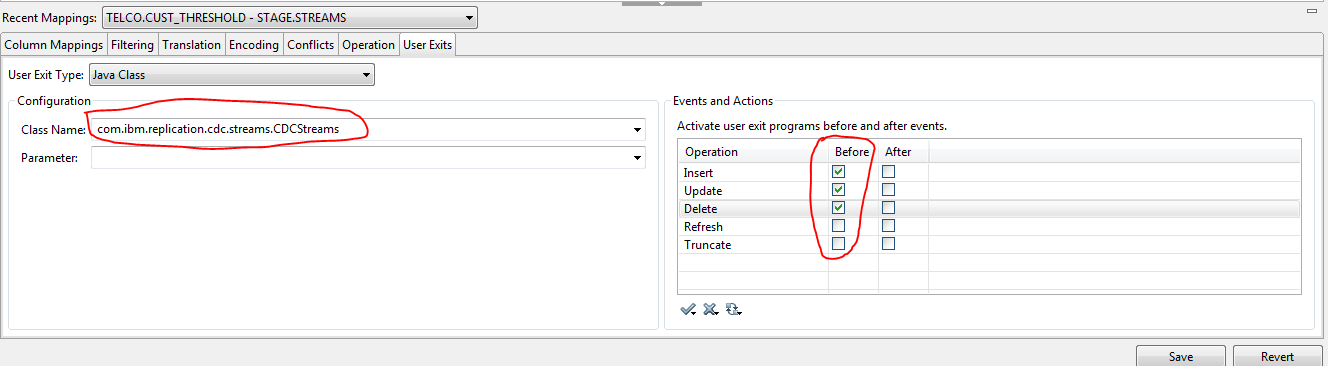 Recent Mappings: TELCO.CUST_THRESHOLD - STAGE.STREAMS
Column Mappings Filtering Translation Encoding Conflicts Operation User Exits
User Exit Type: Java Class
Configuration
Class Name: com.ibm.replication.cdc.streams.CDCStreams
Parameter:
Events and Actions
Activate user exit programs before and after events.
Operation Before After
Insert
Update
Delete
Refresh
Truncate
Save Revert